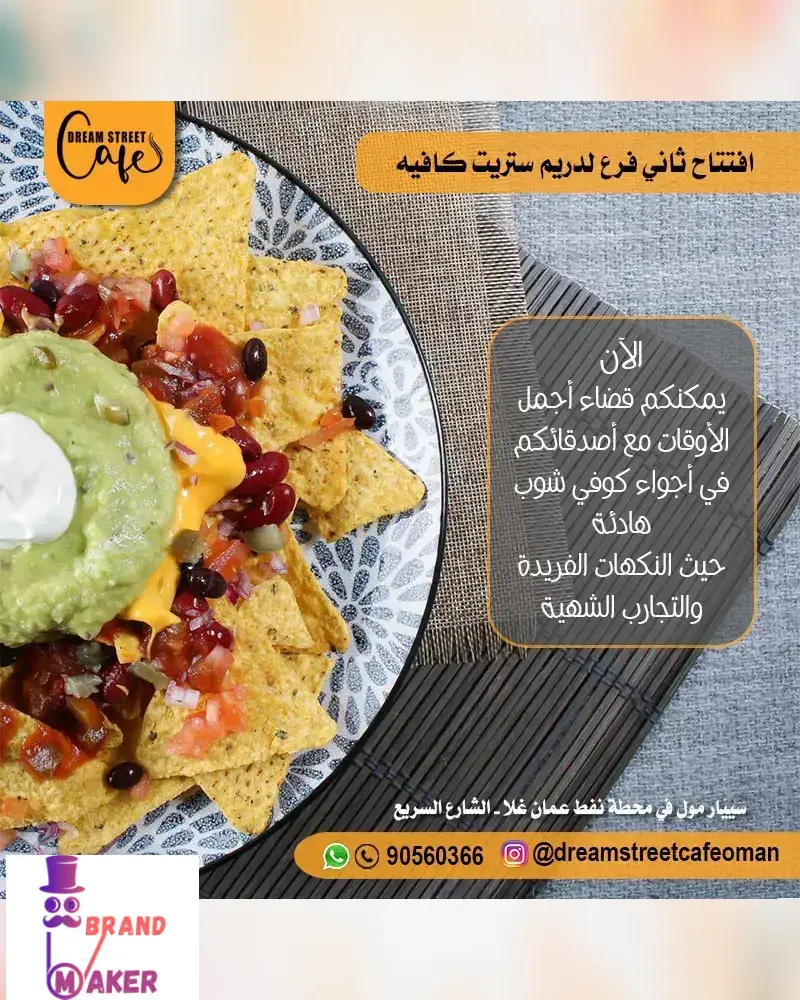 DREAM STREET
Cafe
افتتاح ثاني فرع لدريم ستريت كافيه
الآن
يمكنكم قضاء أجمل
الأوقات مع أصدقائكم
في أجواء كوفي شوب
هادئة
حيث النكهات الفريدة
والتجارب الشهية
سييار مول في محطة نفط عمان غلا - الشارع السريع
90560366 @dreamstreetcafeoman
BRAND
MAKER